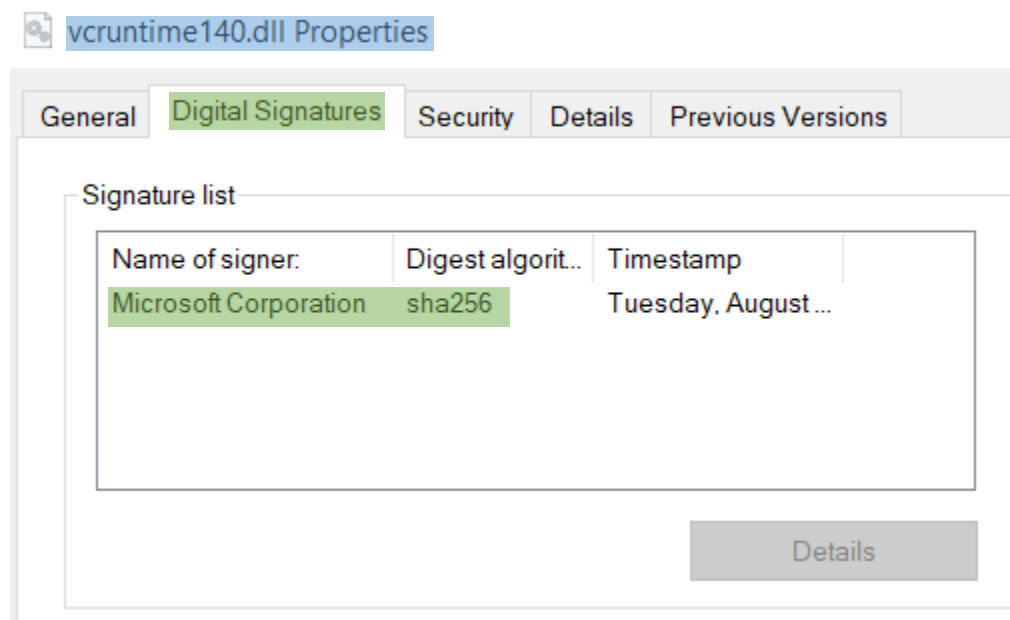 vcruntime140.dll Properties
General Digital Signatures Security Details Previous Versions
Signature list
Name of signer: Digest algorit... Timestamp
Microsoft Corporation sha256 Tuesday, August ...
Details